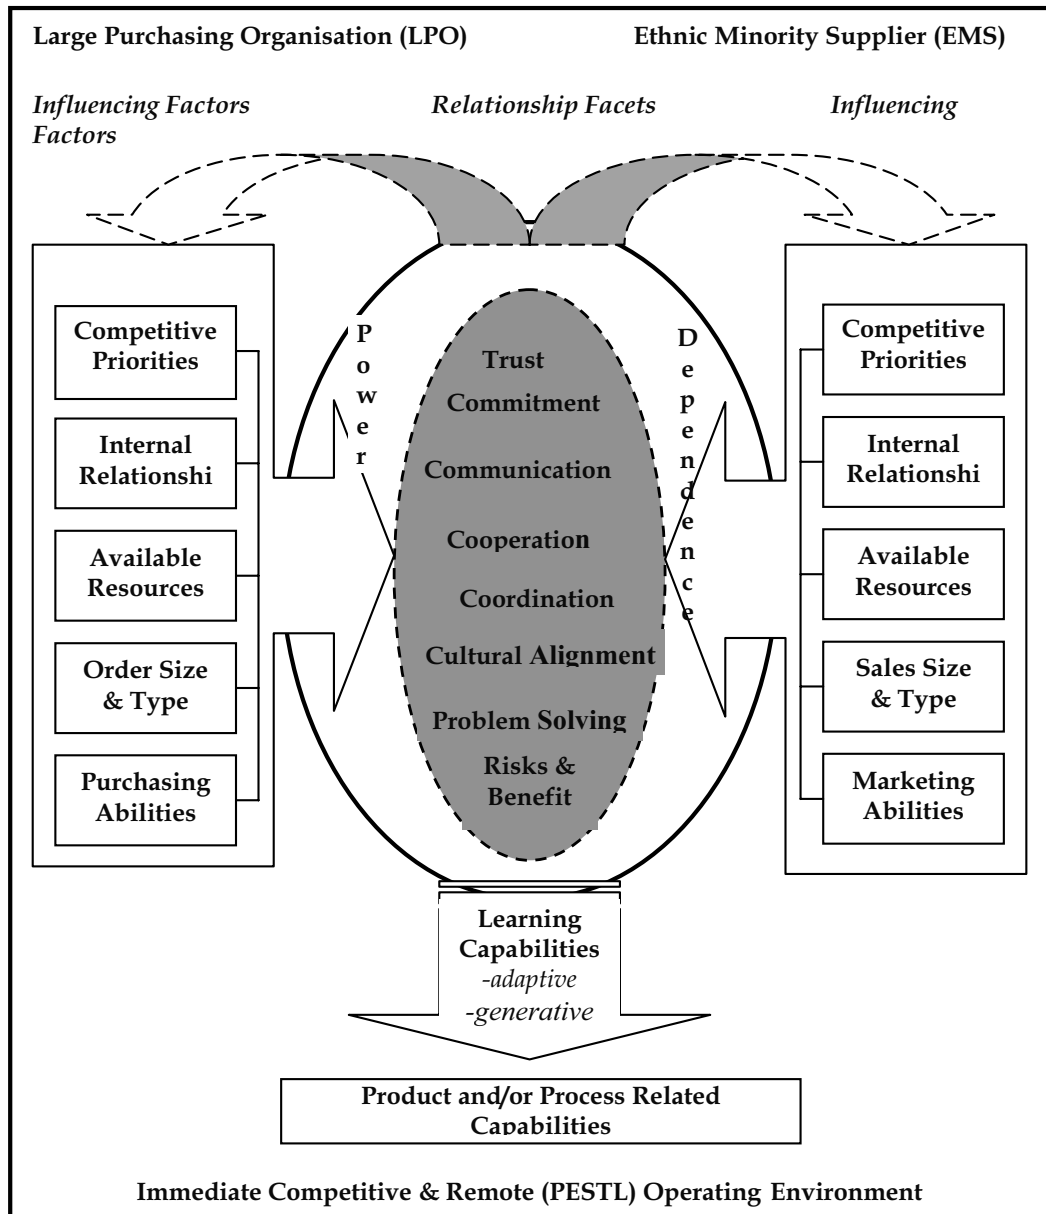 Large Purchasing Organisation (LPO) Ethnic Minority Supplier (EMS)
Influencing Factors Relationship Facets Influencing
Factors
Competitive
Priorities
Internal
Relationshi
Available
Resources
Order Size
& Type
Purchasing
Abilities
Power
Trust
Commitment
Communication
Cooperation
Coordination
Cultural Alignment
Problem Solving
Risks &
Benefit
Dependence
Competitive
Priorities
Internal
Relationshi
Available
Resources
Sales Size
& Type
Marketing
Abilities
Learning
Capabilities
-adaptive
-generative
Product and/or Process Related
Capabilities
Immediate Competitive & Remote (PESTL) Operating Environment